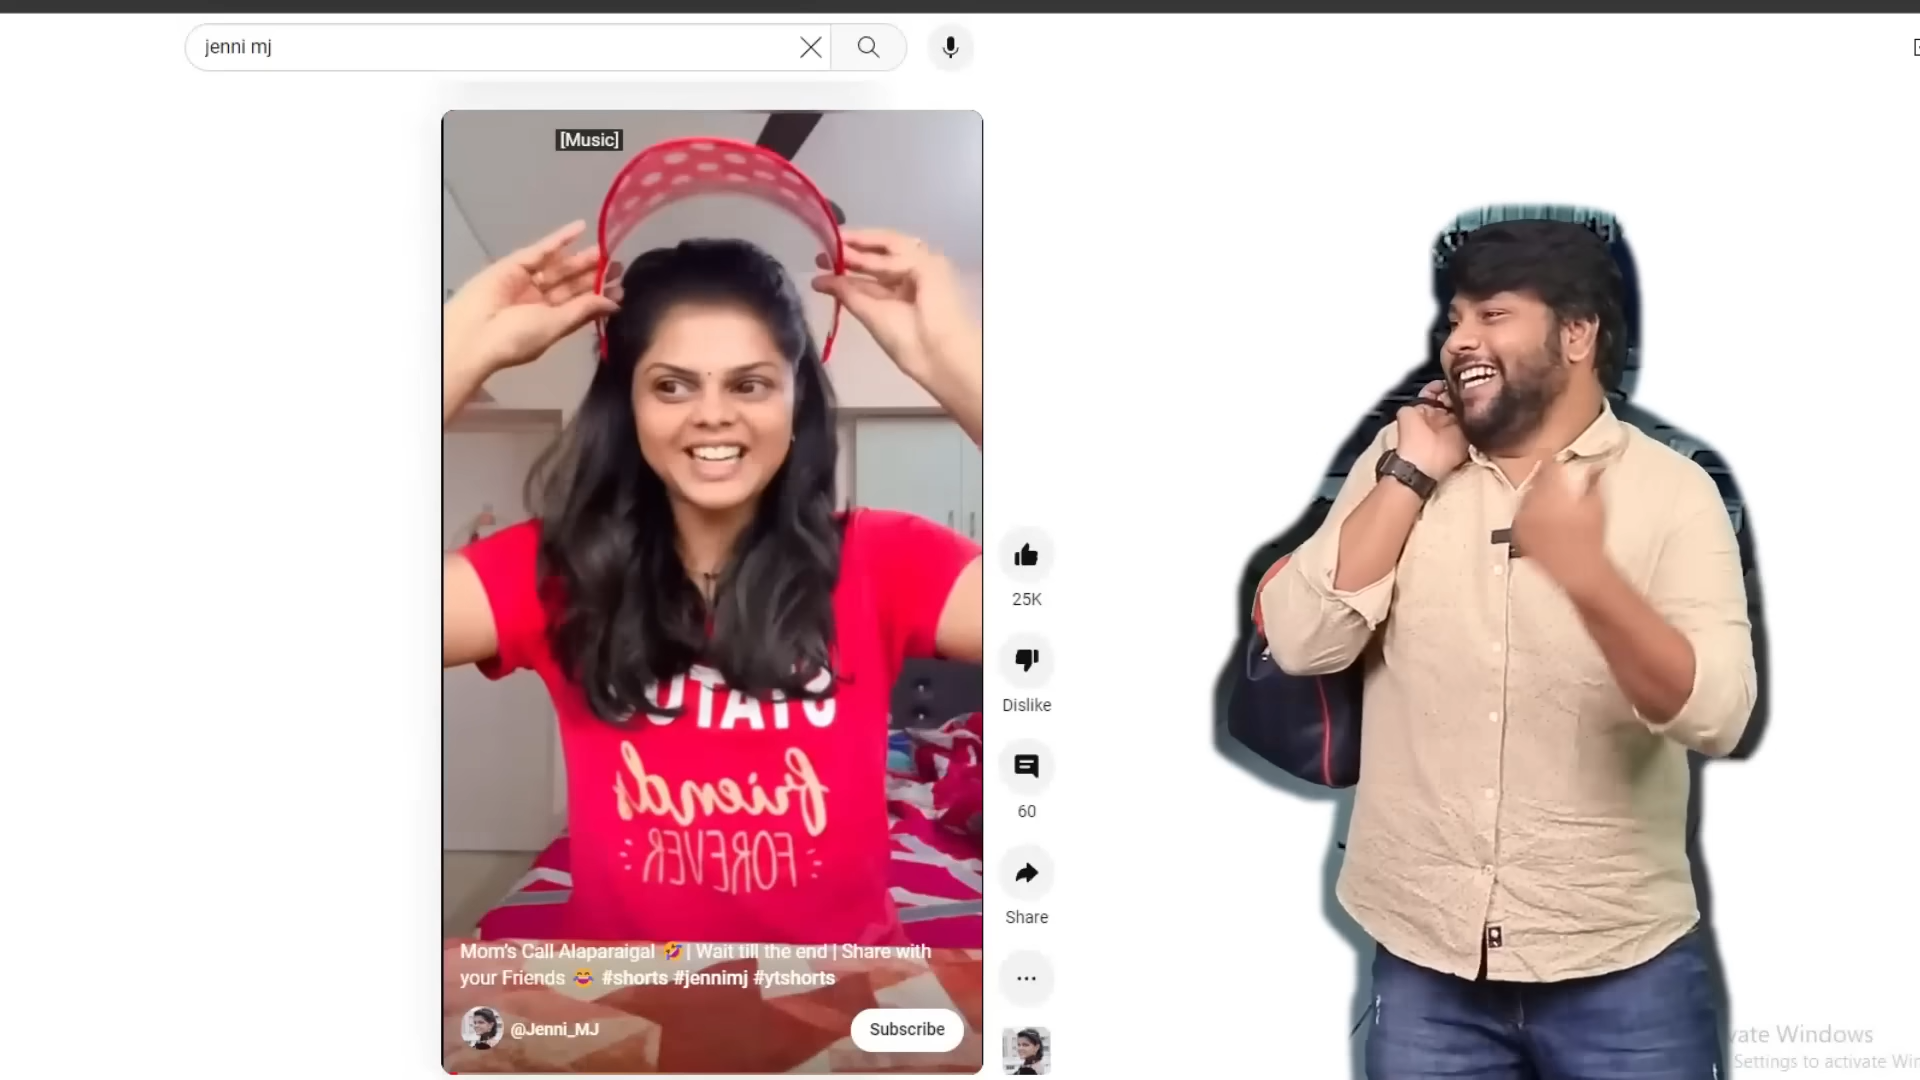 jenni mj
[Music]
friends
FOREVER
25K
Dislike
60
Share
Mom's Call Alaparaigal 🤣 | Wait till the end | Share with
your Friends 😂 #shorts #jennimj #ytshorts
@Jenni_MJ
Subscribe
vate Windows
Settings to activate Win